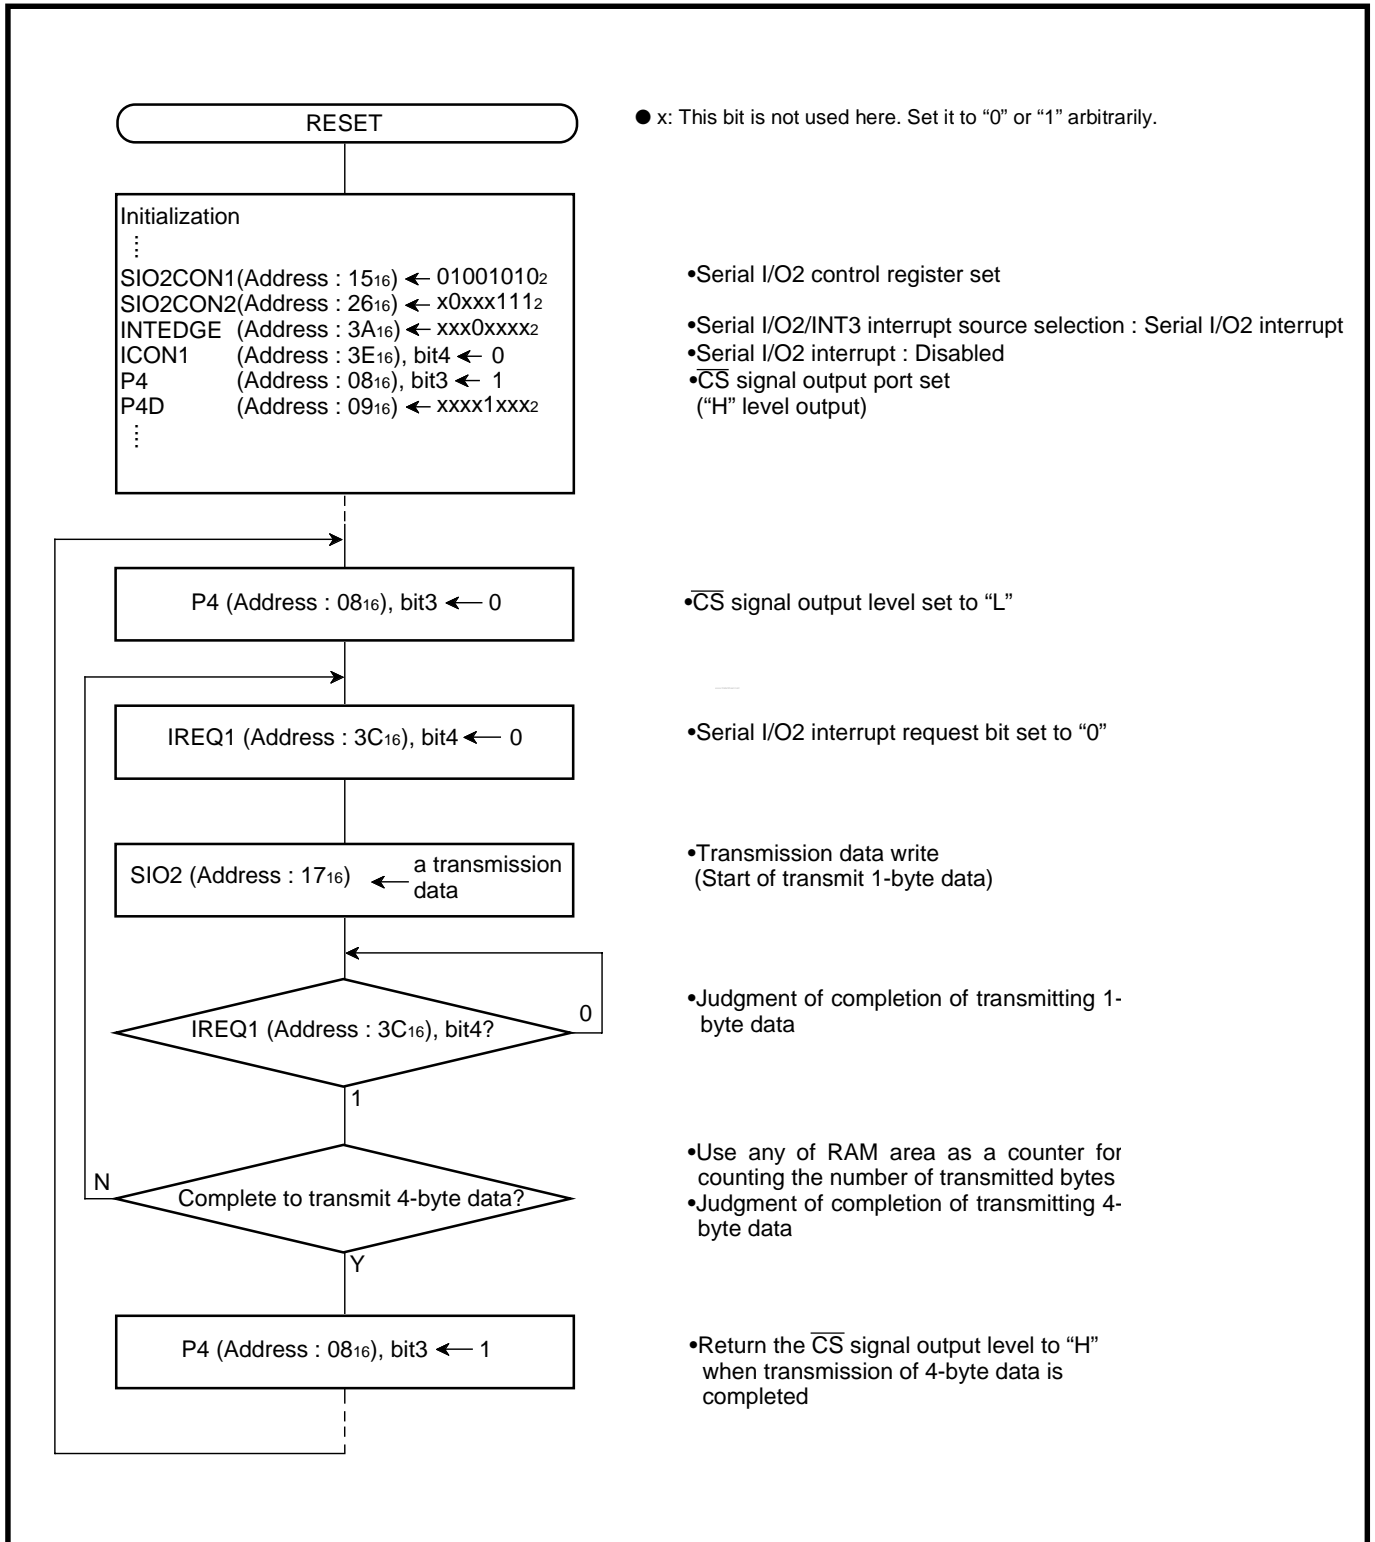 RESET
● x: This bit is not used here. Set it to “0” or “1” arbitrarily.
Initialization
⋮
SIO2CON1(Address : 15₁₆) ← 01001010₂
•Serial I/O2 control register set
SIO2CON2(Address : 26₁₆) ← x0xxx111₂
INTEDGE (Address : 3A₁₆) ← xxx0xxxx₂
•Serial I/O2/INT3 interrupt source selection : Serial I/O2 interrupt
ICON1 (Address : 3E₁₆), bit4 ← 0
•Serial I/O2 interrupt : Disabled
P4 (Address : 08₁₆), bit3 ← 1
•C̅S̅ signal output port set
P4D (Address : 09₁₆) ← xxxx1xxx₂
(“H” level output)
⋮
P4 (Address : 08₁₆), bit3 ← 0
•C̅S̅ signal output level set to “L”
IREQ1 (Address : 3C₁₆), bit4 ← 0
•Serial I/O2 interrupt request bit set to “0”
SIO2 (Address : 17₁₆) ← a transmission
data
•Transmission data write
(Start of transmit 1-byte data)
IREQ1 (Address : 3C₁₆), bit4?
0
1
•Judgment of completion of transmitting 1-
byte data
Complete to transmit 4-byte data?
N
Y
•Use any of RAM area as a counter for
counting the number of transmitted bytes
•Judgment of completion of transmitting 4-
byte data
P4 (Address : 08₁₆), bit3 ← 1
•Return the C̅S̅ signal output level to “H”
when transmission of 4-byte data is
completed